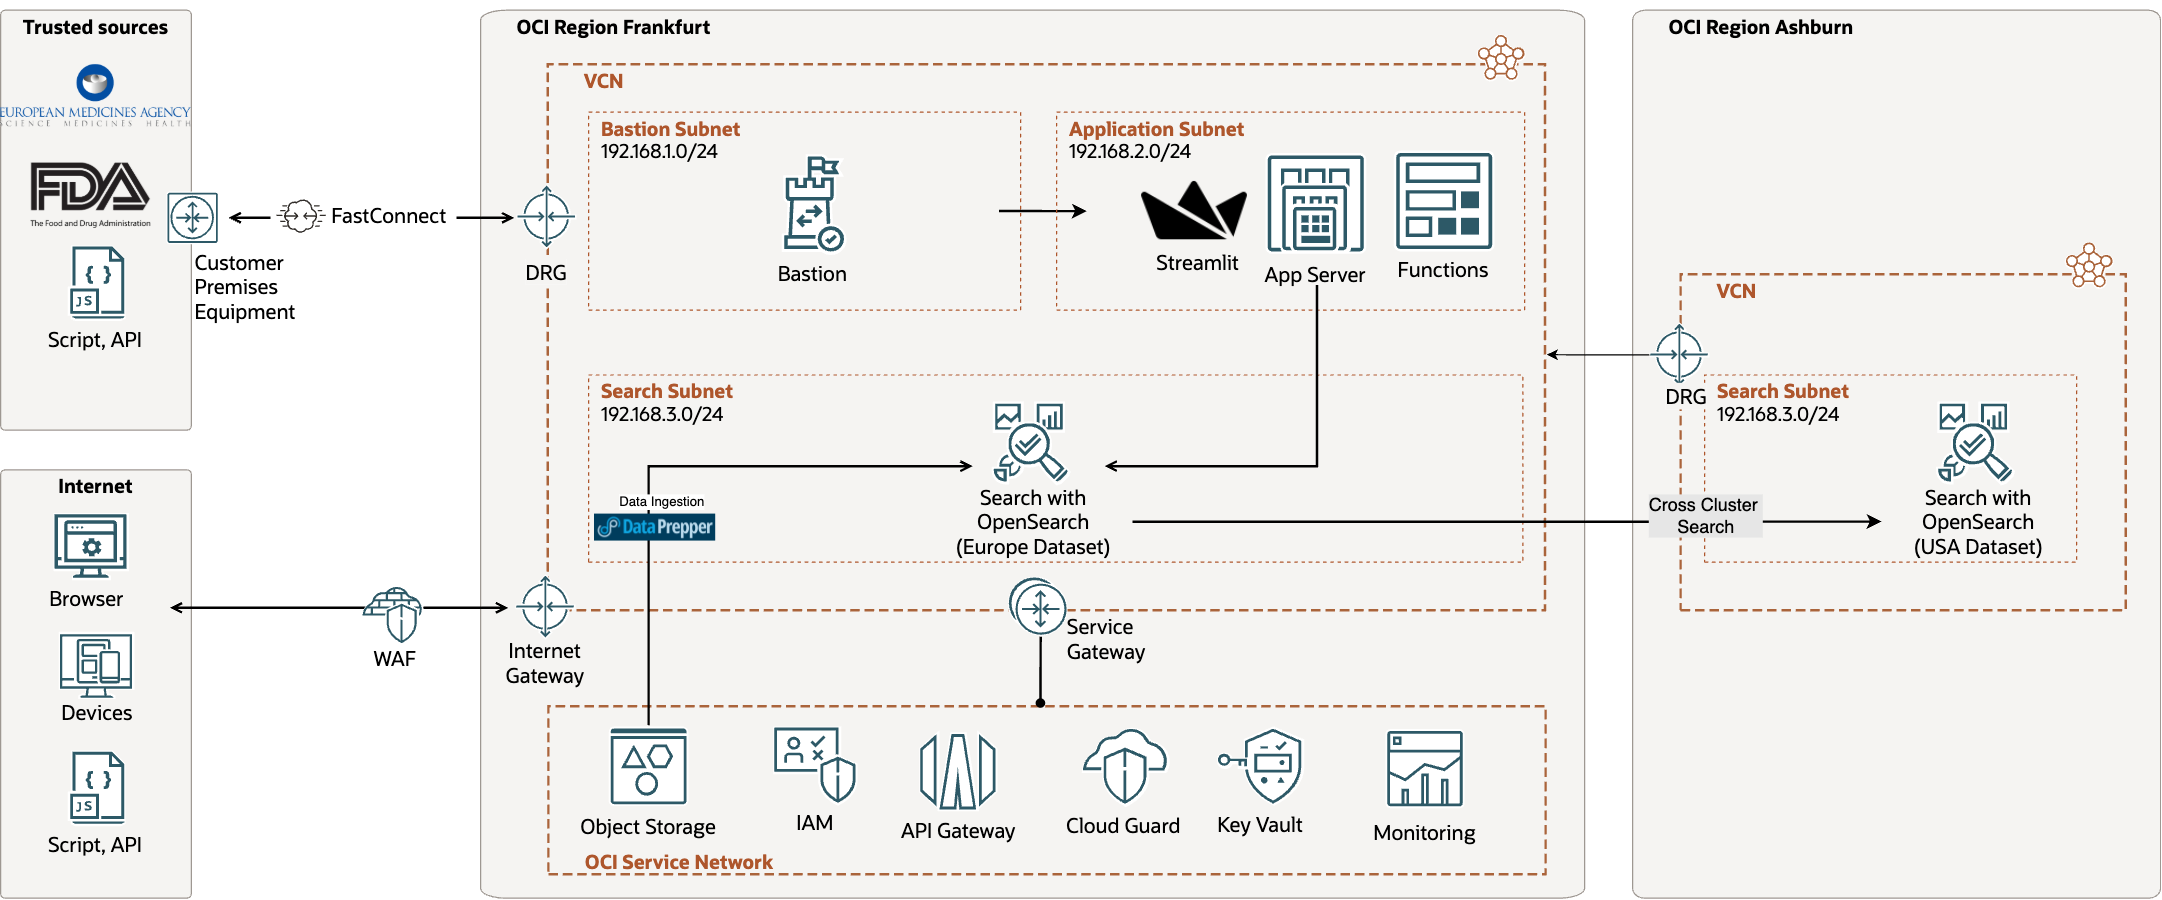 Trusted sources
EUROPEAN MEDICINES AGENCY
SCIENCE MEDICINES HEALTH
FDA
The Food and Drug Administration
JS
Script, API
Customer
Premises
Equipment
FastConnect
Internet
Browser
Devices
JS
Script, API
WAF
OCI Region Frankfurt
VCN
DRG
Bastion Subnet
192.168.1.0/24
Bastion
Application Subnet
192.168.2.0/24
Streamlit
App Server
Functions
Search Subnet
192.168.3.0/24
Data Ingestion
Data Prepper
Search with
OpenSearch
(Europe Dataset)
Internet
Gateway
Service
Gateway
Object Storage
IAM
API Gateway
Cloud Guard
Key Vault
Monitoring
OCI Service Network
OCI Region Ashburn
VCN
DRG
Search Subnet
192.168.3.0/24
Cross Cluster
Search
Search with
OpenSearch
(USA Dataset)